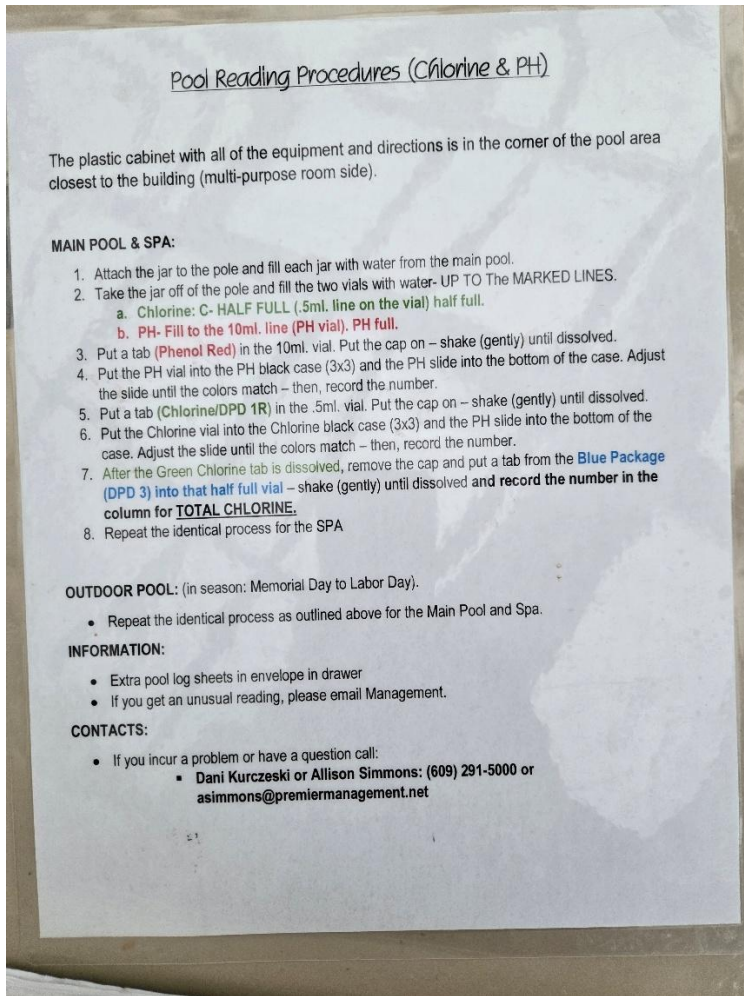 Pool Reading Procedures (Chlorine & PH)
The plastic cabinet with all of the equipment and directions is in the corner of the pool area
closest to the building (multi-purpose room side).
MAIN POOL & SPA:
1. Attach the jar to the pole and fill each jar with water from the main pool.
2. Take the jar off of the pole and fill the two vials with water- UP TO The MARKED LINES.
a. Chlorine: C- HALF FULL (.5ml. line on the vial) half full.
b. PH- Fill to the 10ml. line (PH vial). PH full.
3. Put a tab (Phenol Red) in the 10ml. vial. Put the cap on – shake (gently) until dissolved.
4. Put the PH vial into the PH black case (3x3) and the PH slide into the bottom of the case. Adjust
the slide until the colors match – then, record the number.
5. Put a tab (Chlorine/DPD 1R) in the .5ml. vial. Put the cap on – shake (gently) until dissolved.
6. Put the Chlorine vial into the Chlorine black case (3x3) and the PH slide into the bottom of the
case. Adjust the slide until the colors match – then, record the number.
7. After the Green Chlorine tab is dissolved, remove the cap and put a tab from the Blue Package
(DPD 3) into that half full vial – shake (gently) until dissolved and record the number in the
column for TOTAL CHLORINE.
8. Repeat the identical process for the SPA
OUTDOOR POOL: (in season: Memorial Day to Labor Day).
• Repeat the identical process as outlined above for the Main Pool and Spa.
INFORMATION:
• Extra pool log sheets in envelope in drawer
• If you get an unusual reading, please email Management.
CONTACTS:
• If you incur a problem or have a question call:
▪ Dani Kurczeski or Allison Simmons: (609) 291-5000 or
asimmons@premiermanagement.net